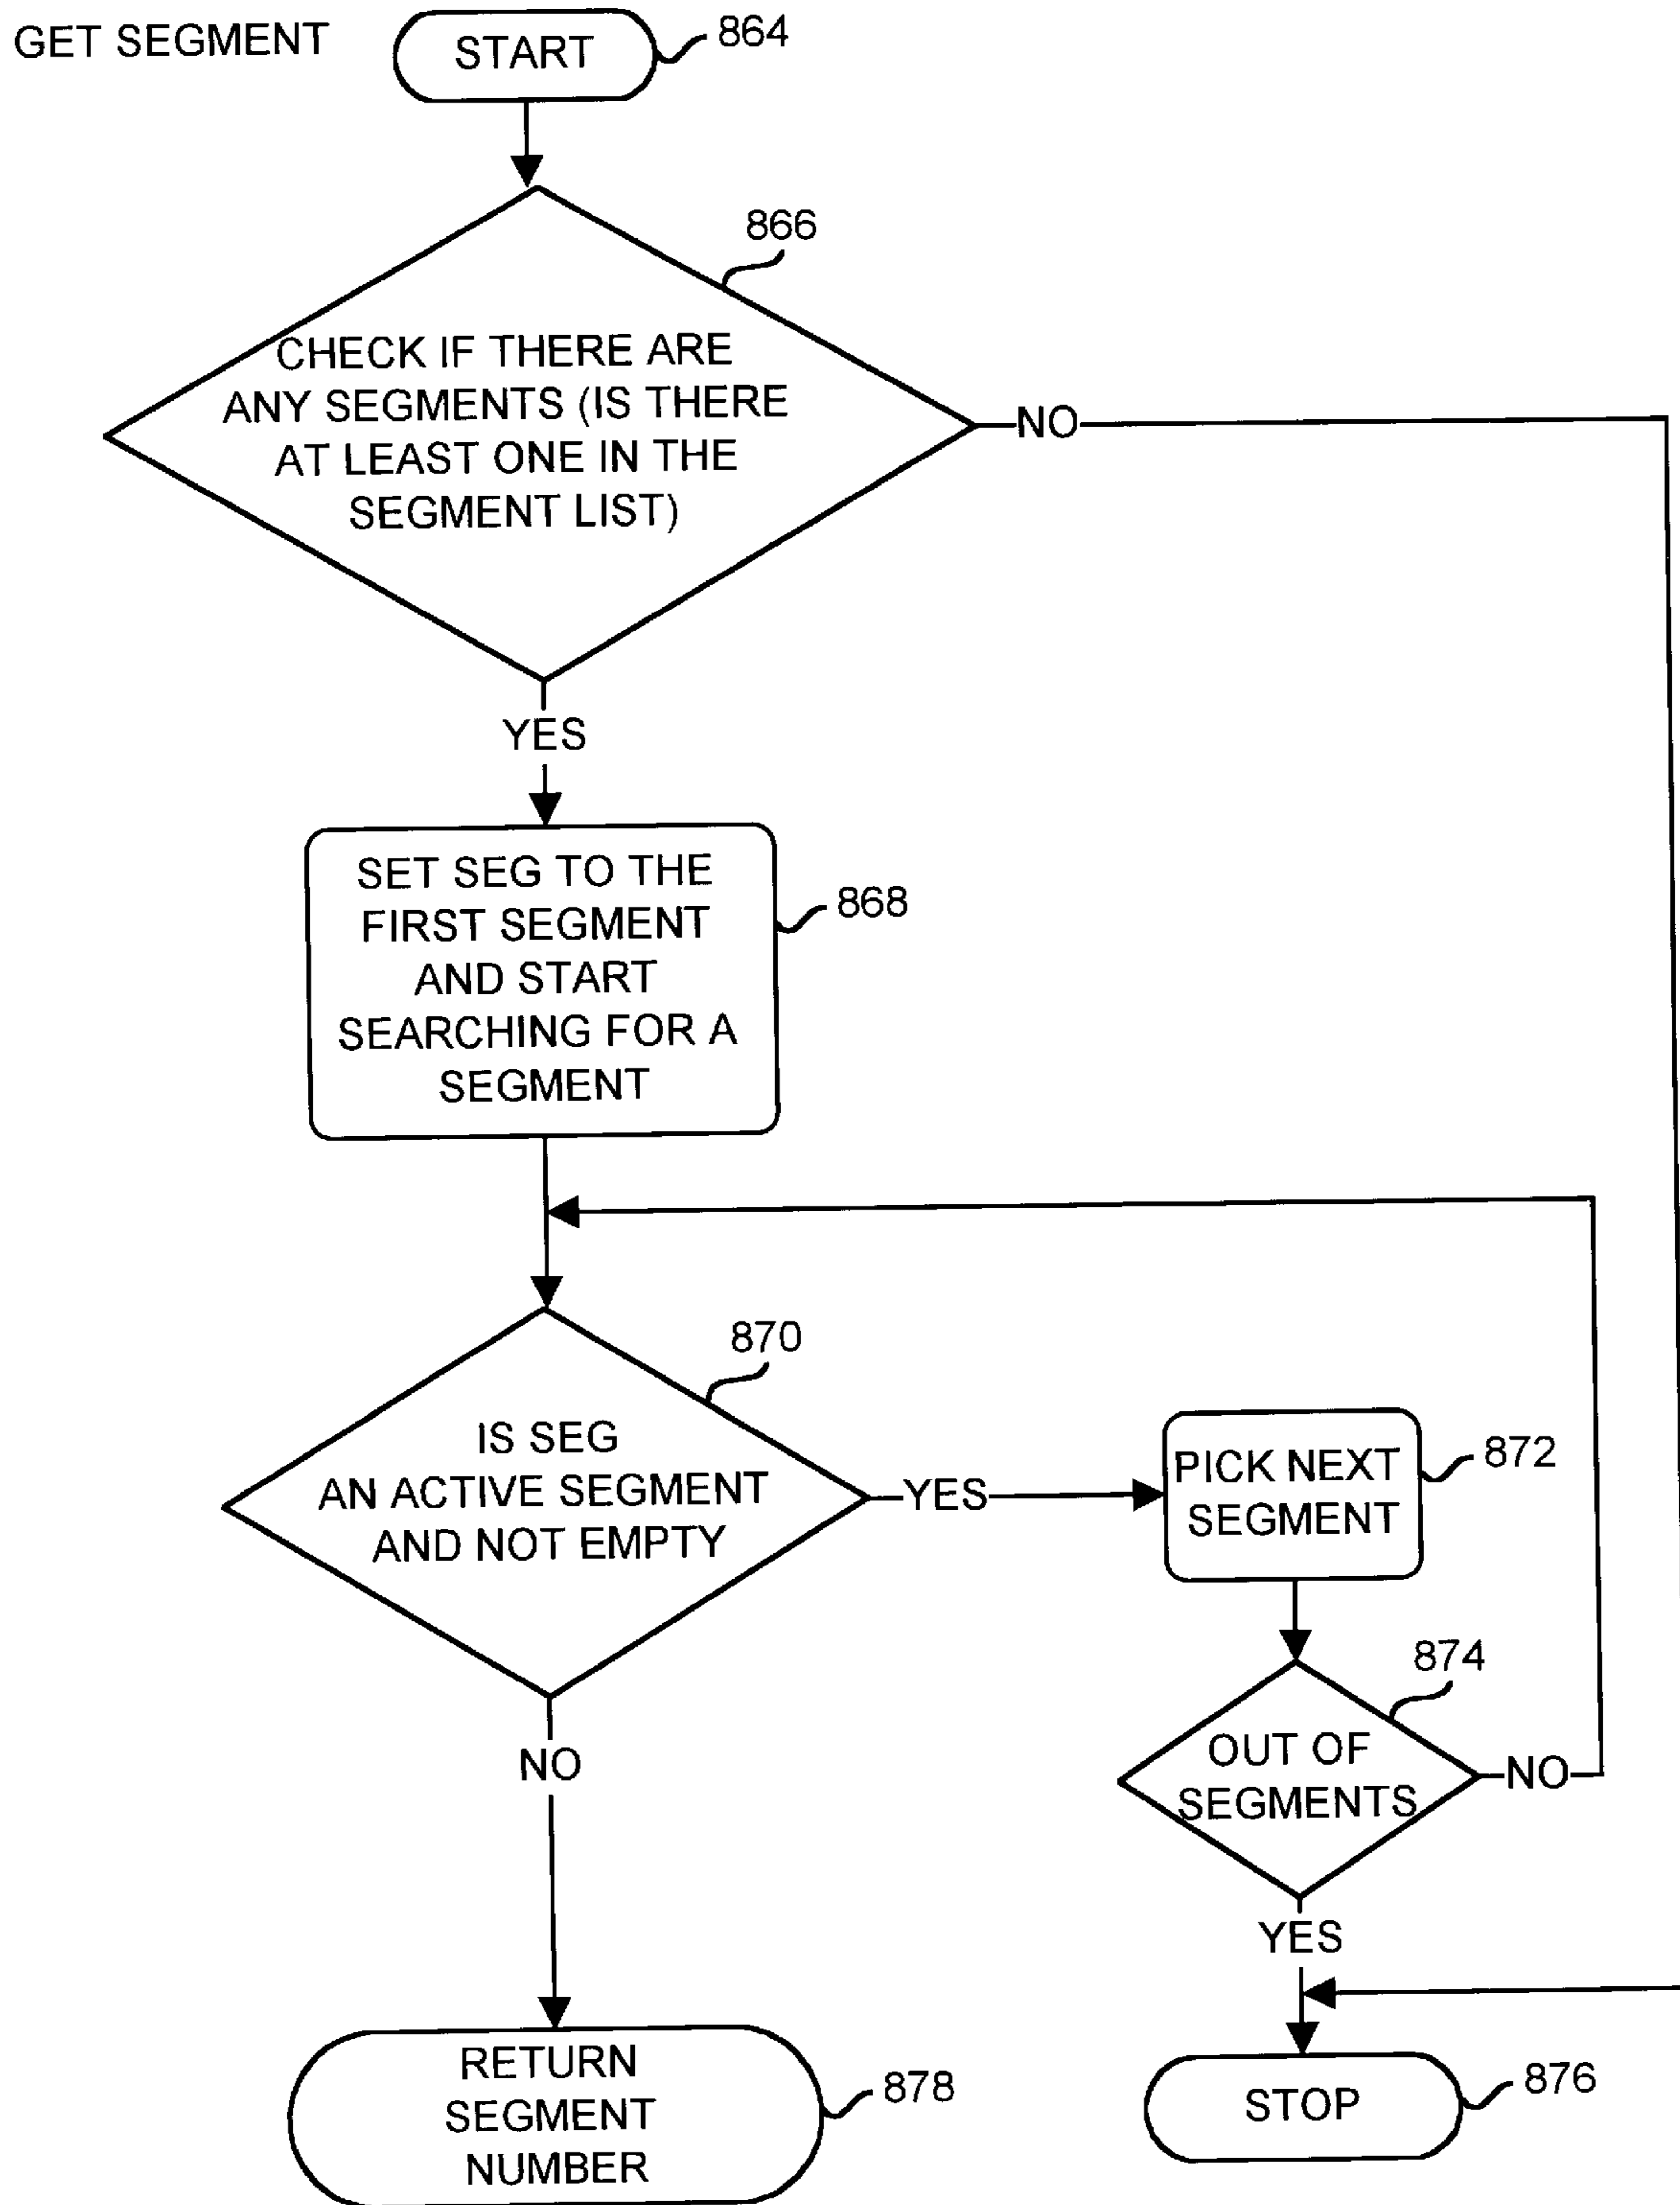 GET SEGMENT
START
864
866
CHECK IF THERE ARE
ANY SEGMENTS (IS THERE
AT LEAST ONE IN THE
SEGMENT LIST)
NO
YES
SET SEG TO THE
FIRST SEGMENT
AND START
SEARCHING FOR A
SEGMENT
868
870
IS SEG
AN ACTIVE SEGMENT
AND NOT EMPTY
YES
PICK NEXT
SEGMENT
872
874
OUT OF
SEGMENTS
NO
NO
YES
RETURN
SEGMENT
NUMBER
878
STOP
876